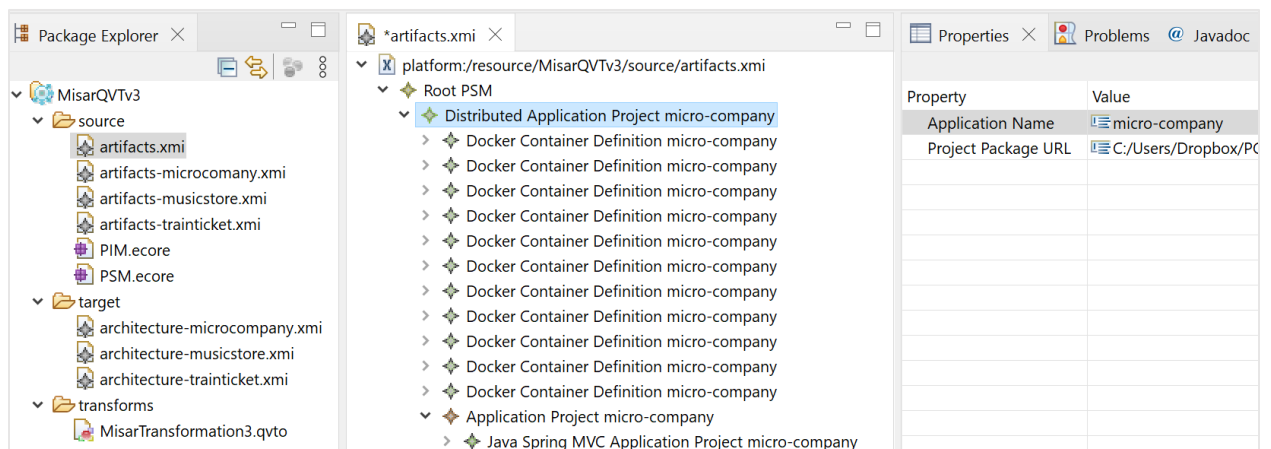 Package Explorer
MisarQVTv3
source
artifacts.xmi
artifacts-microcomany.xmi
artifacts-musicstore.xmi
artifacts-trainticket.xmi
PIM.ecore
PSM.ecore
target
architecture-microcompany.xmi
architecture-musicstore.xmi
architecture-trainticket.xmi
transforms
MisarTransformation3.qvto
*artifacts.xmi
platform:/resource/MisarQVTv3/source/artifacts.xmi
Root PSM
Distributed Application Project micro-company
Docker Container Definition micro-company
Docker Container Definition micro-company
Docker Container Definition micro-company
Docker Container Definition micro-company
Docker Container Definition micro-company
Docker Container Definition micro-company
Docker Container Definition micro-company
Docker Container Definition micro-company
Docker Container Definition micro-company
Docker Container Definition micro-company
Docker Container Definition micro-company
Application Project micro-company
Java Spring MVC Application Project micro-company
Properties Problems @ Javadoc
Property Value
Application Name micro-company
Project Package URL C:/Users/Dropbox/PC